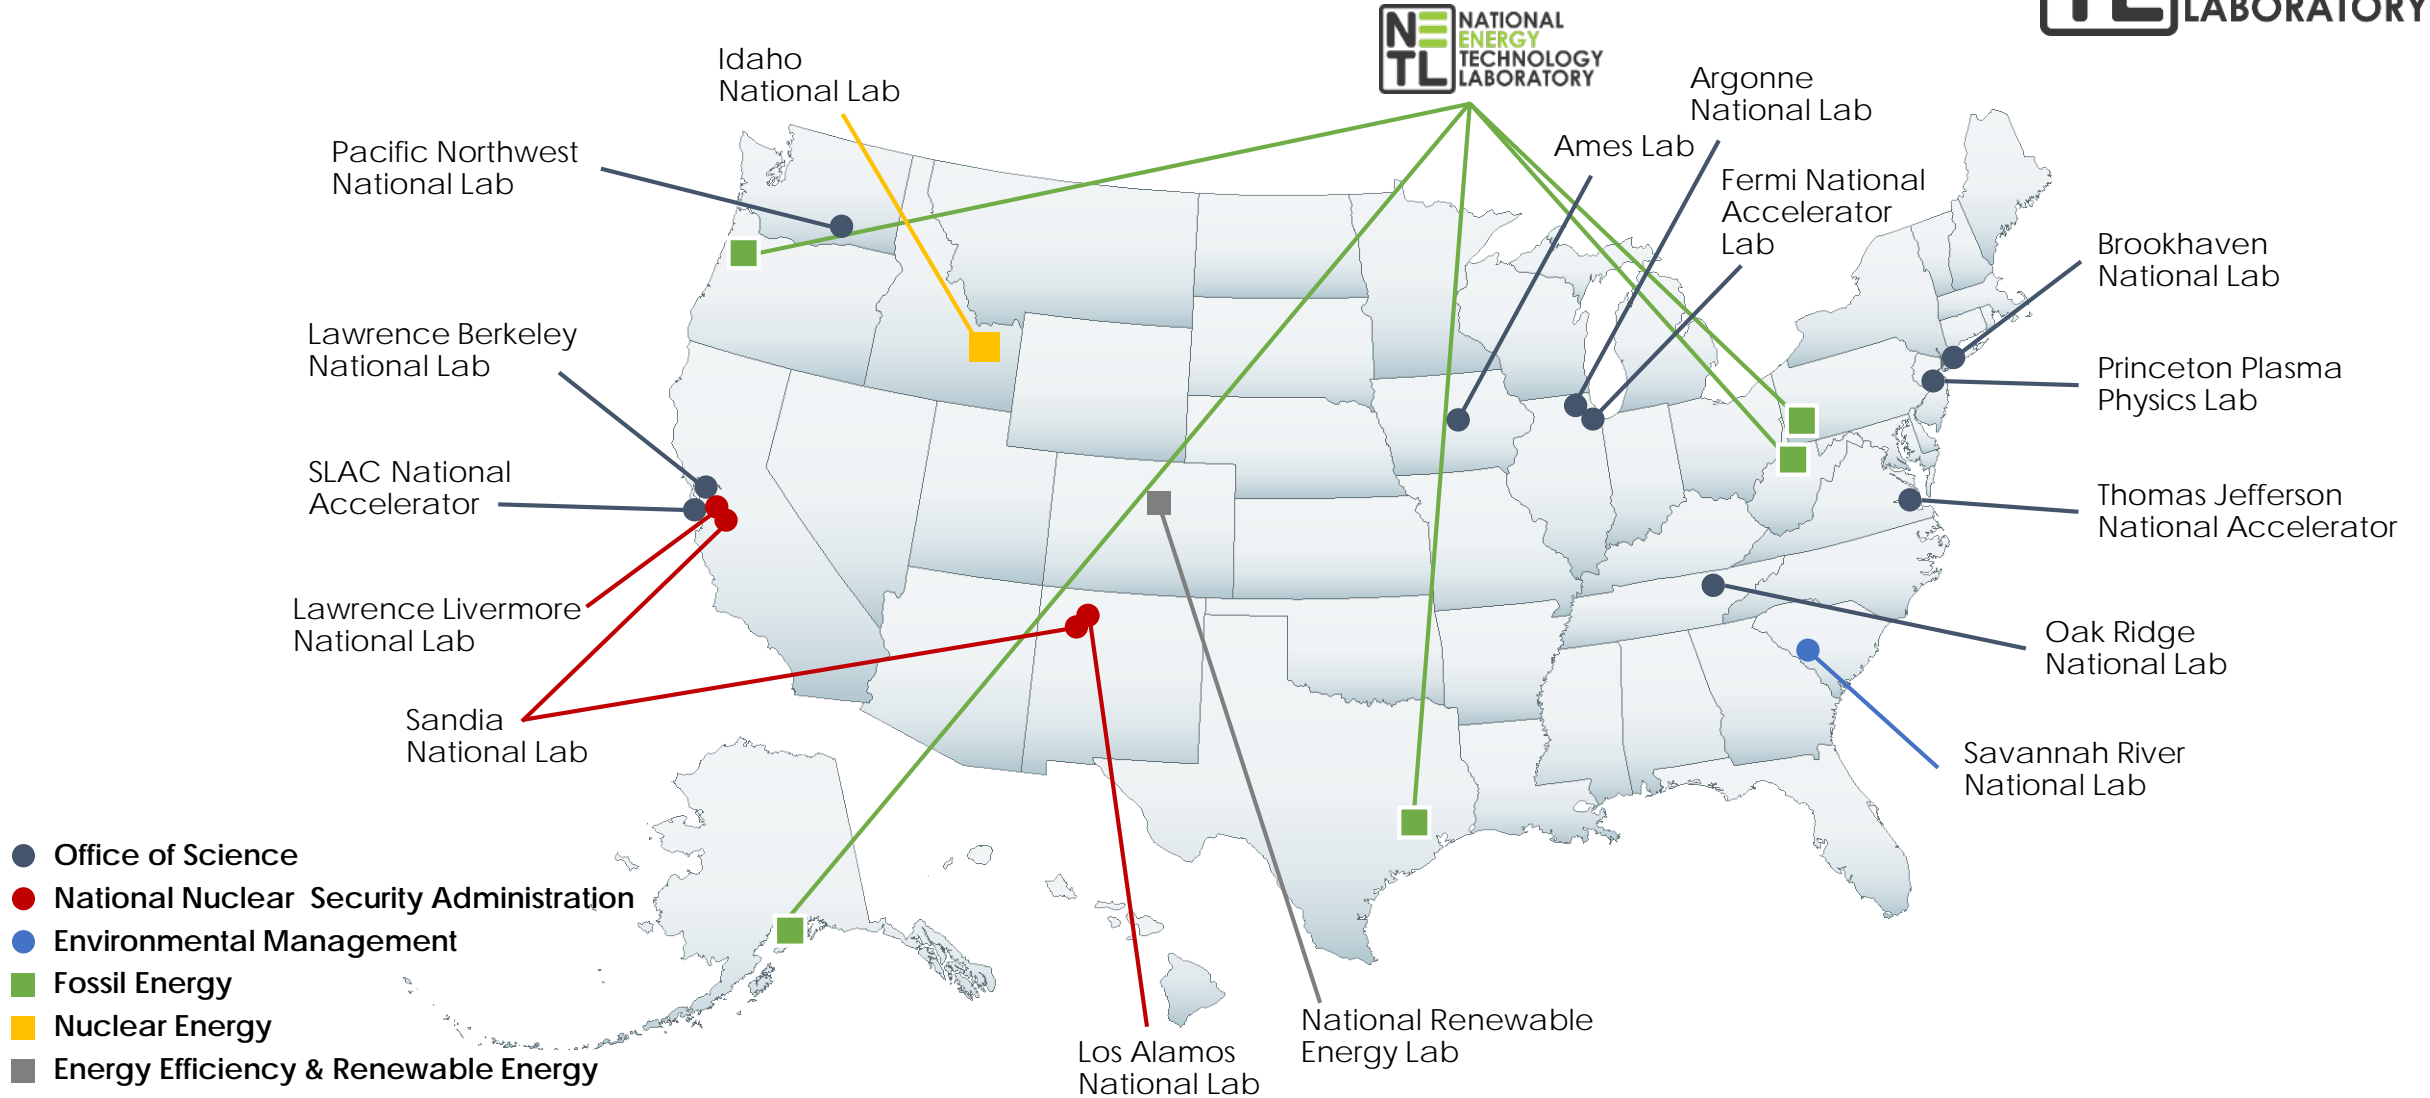 NATIONAL
ENERGY
TECHNOLOGY
LABORATORY
NE
TL
TL
LABORATORY
Idaho
National Lab
Pacific Northwest
National Lab
Lawrence Berkeley
National Lab
SLAC National
Accelerator
Lawrence Livermore
National Lab
Sandia
National Lab
Argonne
National Lab
Ames Lab
Fermi National
Accelerator
Lab
Brookhaven
National Lab
Princeton Plasma
Physics Lab
Thomas Jefferson
National Accelerator
Oak Ridge
National Lab
Savannah River
National Lab
National Renewable
Energy Lab
Los Alamos
National Lab
Office of Science
National Nuclear  Security Administration
Environmental Management
Fossil Energy
Nuclear Energy
Energy Efficiency & Renewable Energy